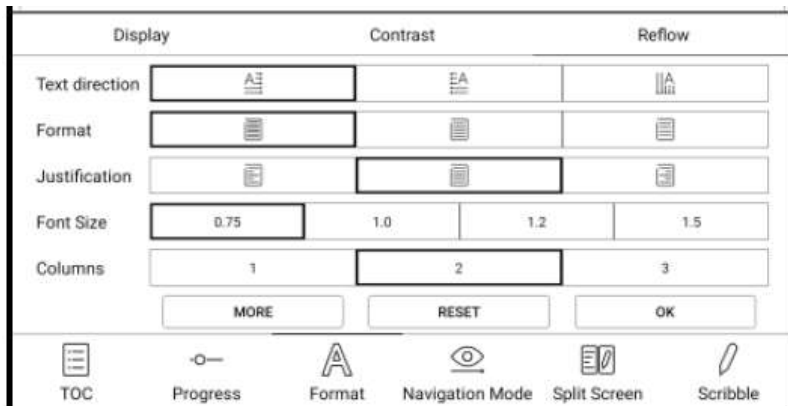 Display Contrast Reflow
Text direction
Format
Justification
Font Size 0.75 1.0 1.2 1.5
Columns 1 2 3
MORE RESET OK
TOC Progress Format Navigation Mode Split Screen Scribble